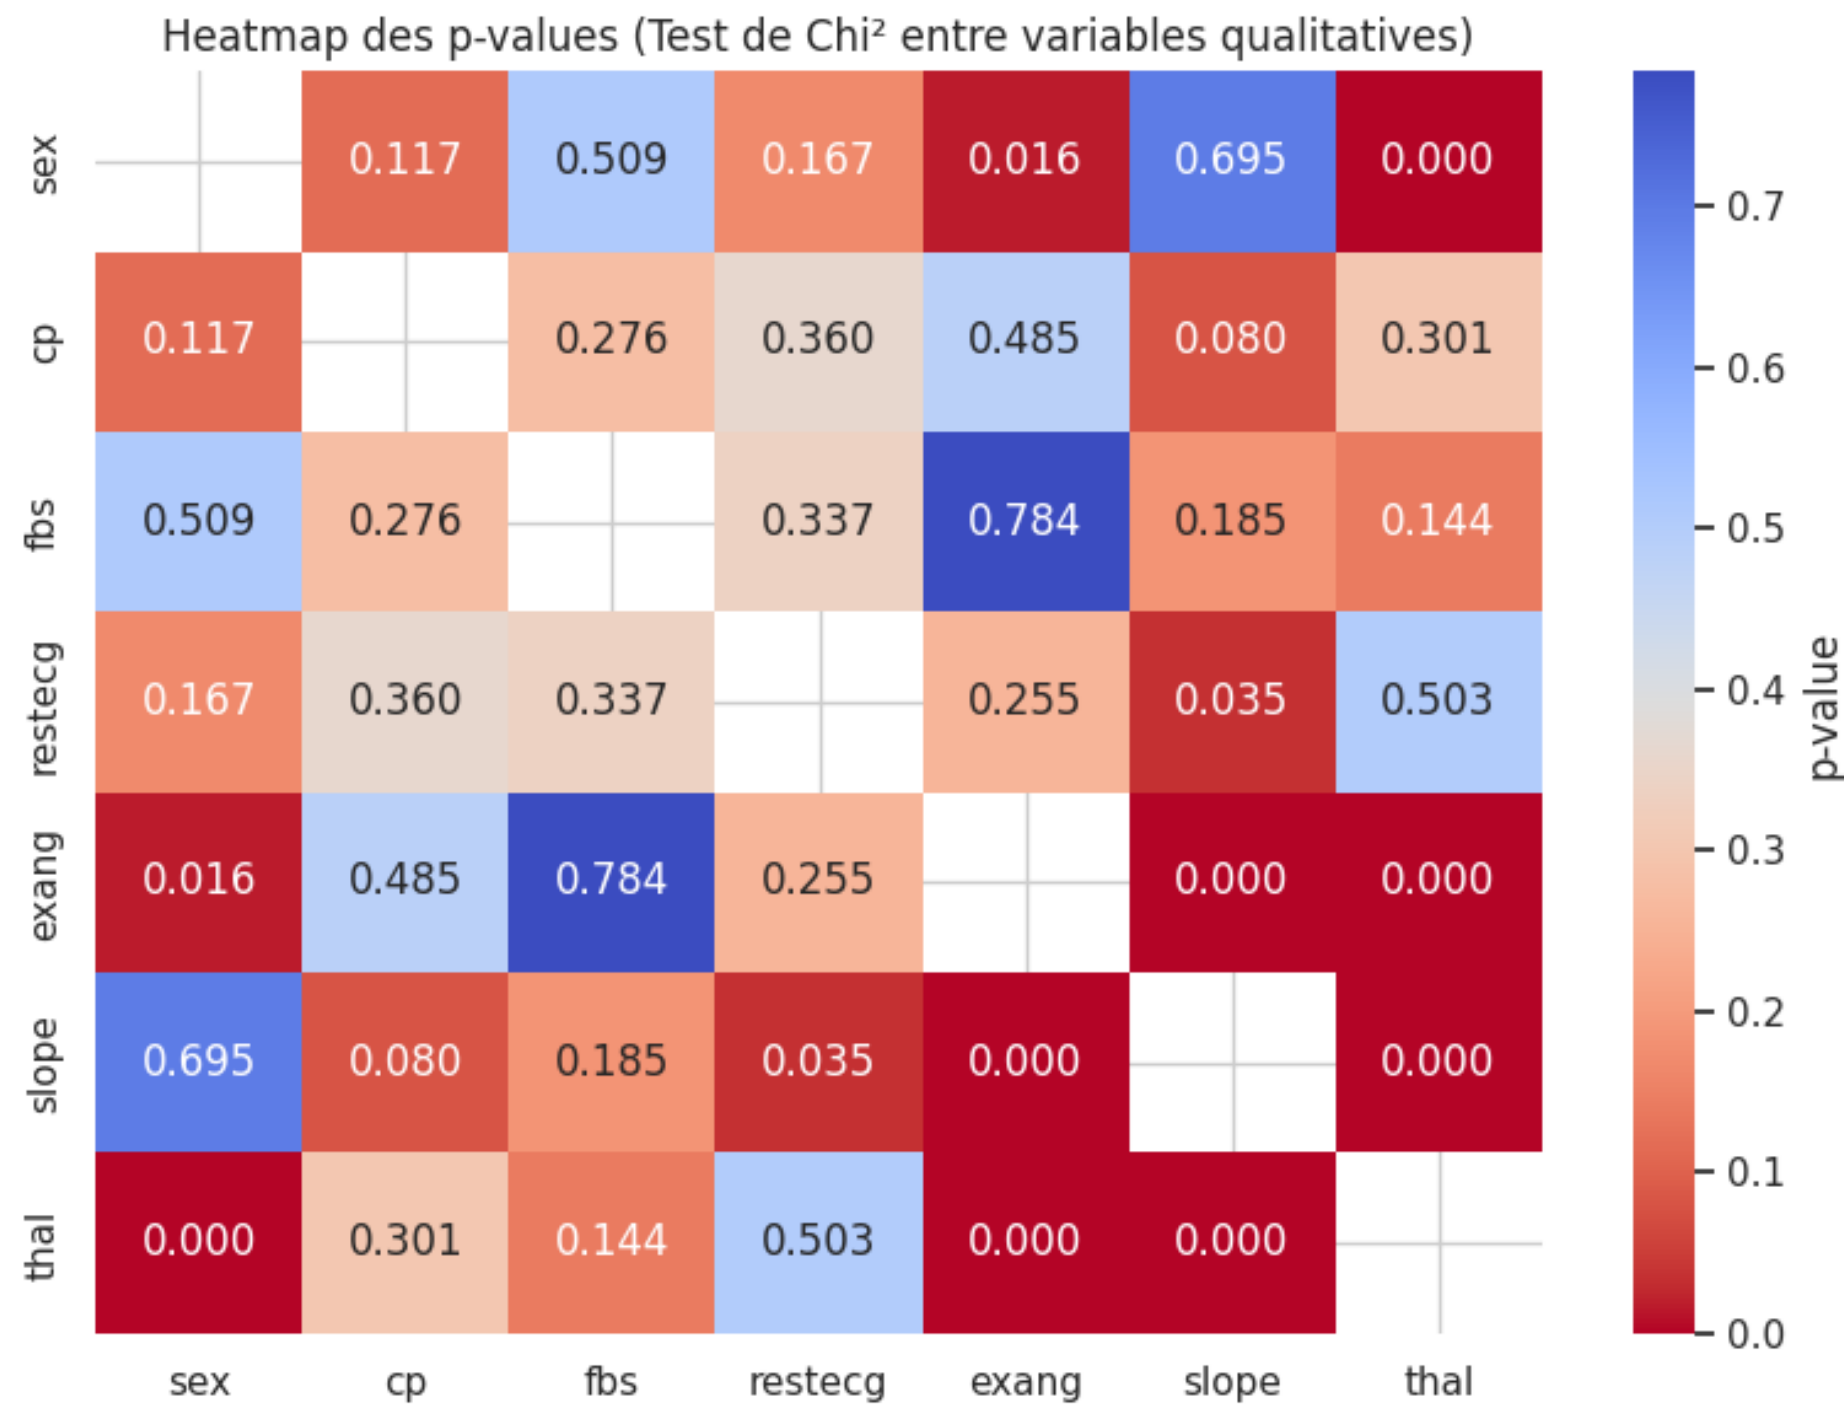 Heatmap des p-values (Test de Chi² entre variables qualitatives)
sex 0.117 0.509 0.167 0.016 0.695 0.000
cp 0.117 0.276 0.360 0.485 0.080 0.301
fbs 0.509 0.276 0.337 0.784 0.185 0.144
restecg 0.167 0.360 0.337 0.255 0.035 0.503
exang 0.016 0.485 0.784 0.255 0.000 0.000
slope 0.695 0.080 0.185 0.035 0.000 0.000
thal 0.000 0.301 0.144 0.503 0.000 0.000
sex cp fbs restecg exang slope thal
0.7
0.6
0.5
0.4
0.3
0.2
0.1
0.0
p-value